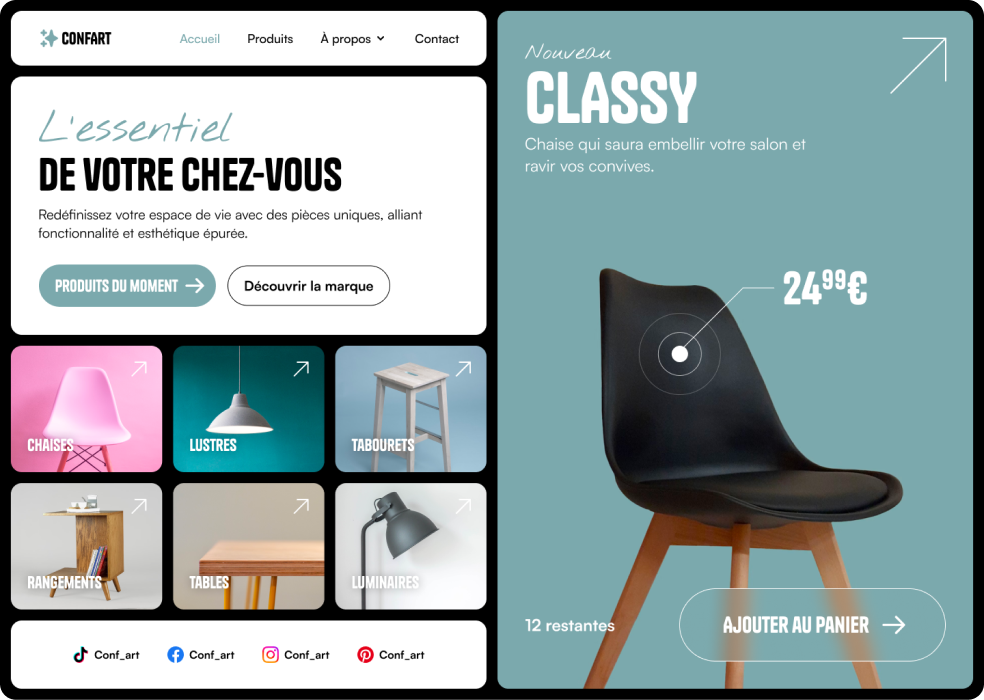 CONFART
Accueil Produits À propos Contact
L'essentiel
DE VOTRE CHEZ-VOUS
Redéfinissez votre espace de vie avec des pièces uniques, alliant
fonctionnalité et esthétique épurée.
PRODUITS DU MOMENT
Découvrir la marque
CHAISES
LUSTRES
TABOURETS
RANGEMENTS
TABLES
LUMINAIRES
Conf_art Conf_art Conf_art Conf_art
Nouveau
CLASSY
Chaise qui saura embellir votre salon et
ravir vos convives.
24⁹⁹€
12 restantes
AJOUTER AU PANIER